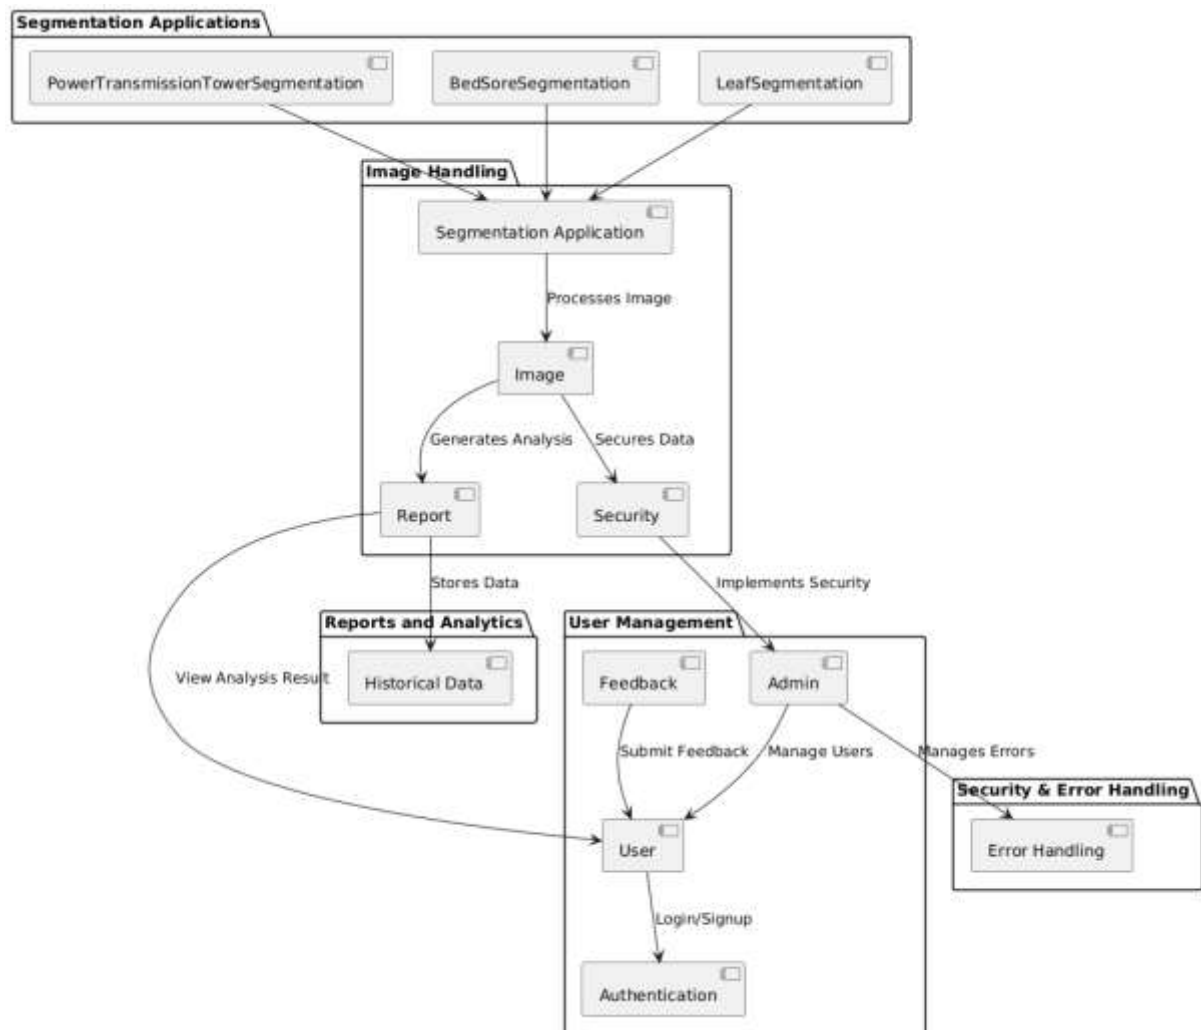 Segmentation Applications
PowerTransmissionTowerSegmentation
BedSoreSegmentation
LeafSegmentation
Image Handling
Segmentation Application
Processes Image
Image
Generates Analysis
Secures Data
Report
Security
Stores Data
Implements Security
Reports and Analytics
User Management
View Analysis Result
Historical Data
Feedback
Admin
Submit Feedback
Manage Users
Manages Errors
Security & Error Handling
User
Error Handling
Login/Signup
Authentication